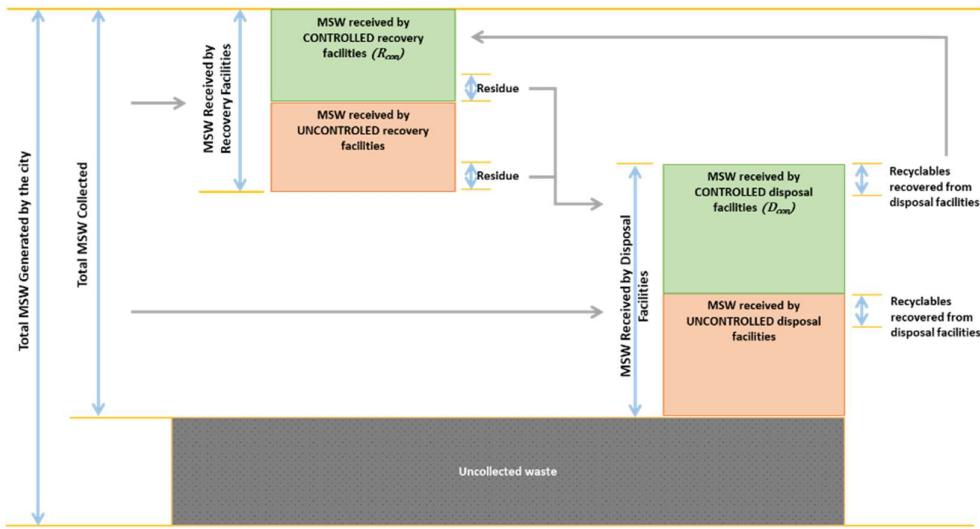 Total MSW Generated by the city
Total MSW Collected
MSW Received by
Recovery Facilities
MSW received by
CONTROLLED recovery
facilities (Rcon)
Residue
MSW received by
UNCONTROLED recovery
facilities
Residue
MSW Received by Disposal
Facilities
MSW received by
CONTROLLED disposal
facilities (Dcon)
Recyclables
recovered from
disposal facilities
MSW received by
UNCONTROLLED disposal
facilities
Recyclables
recovered from
disposal facilities
Uncollected waste